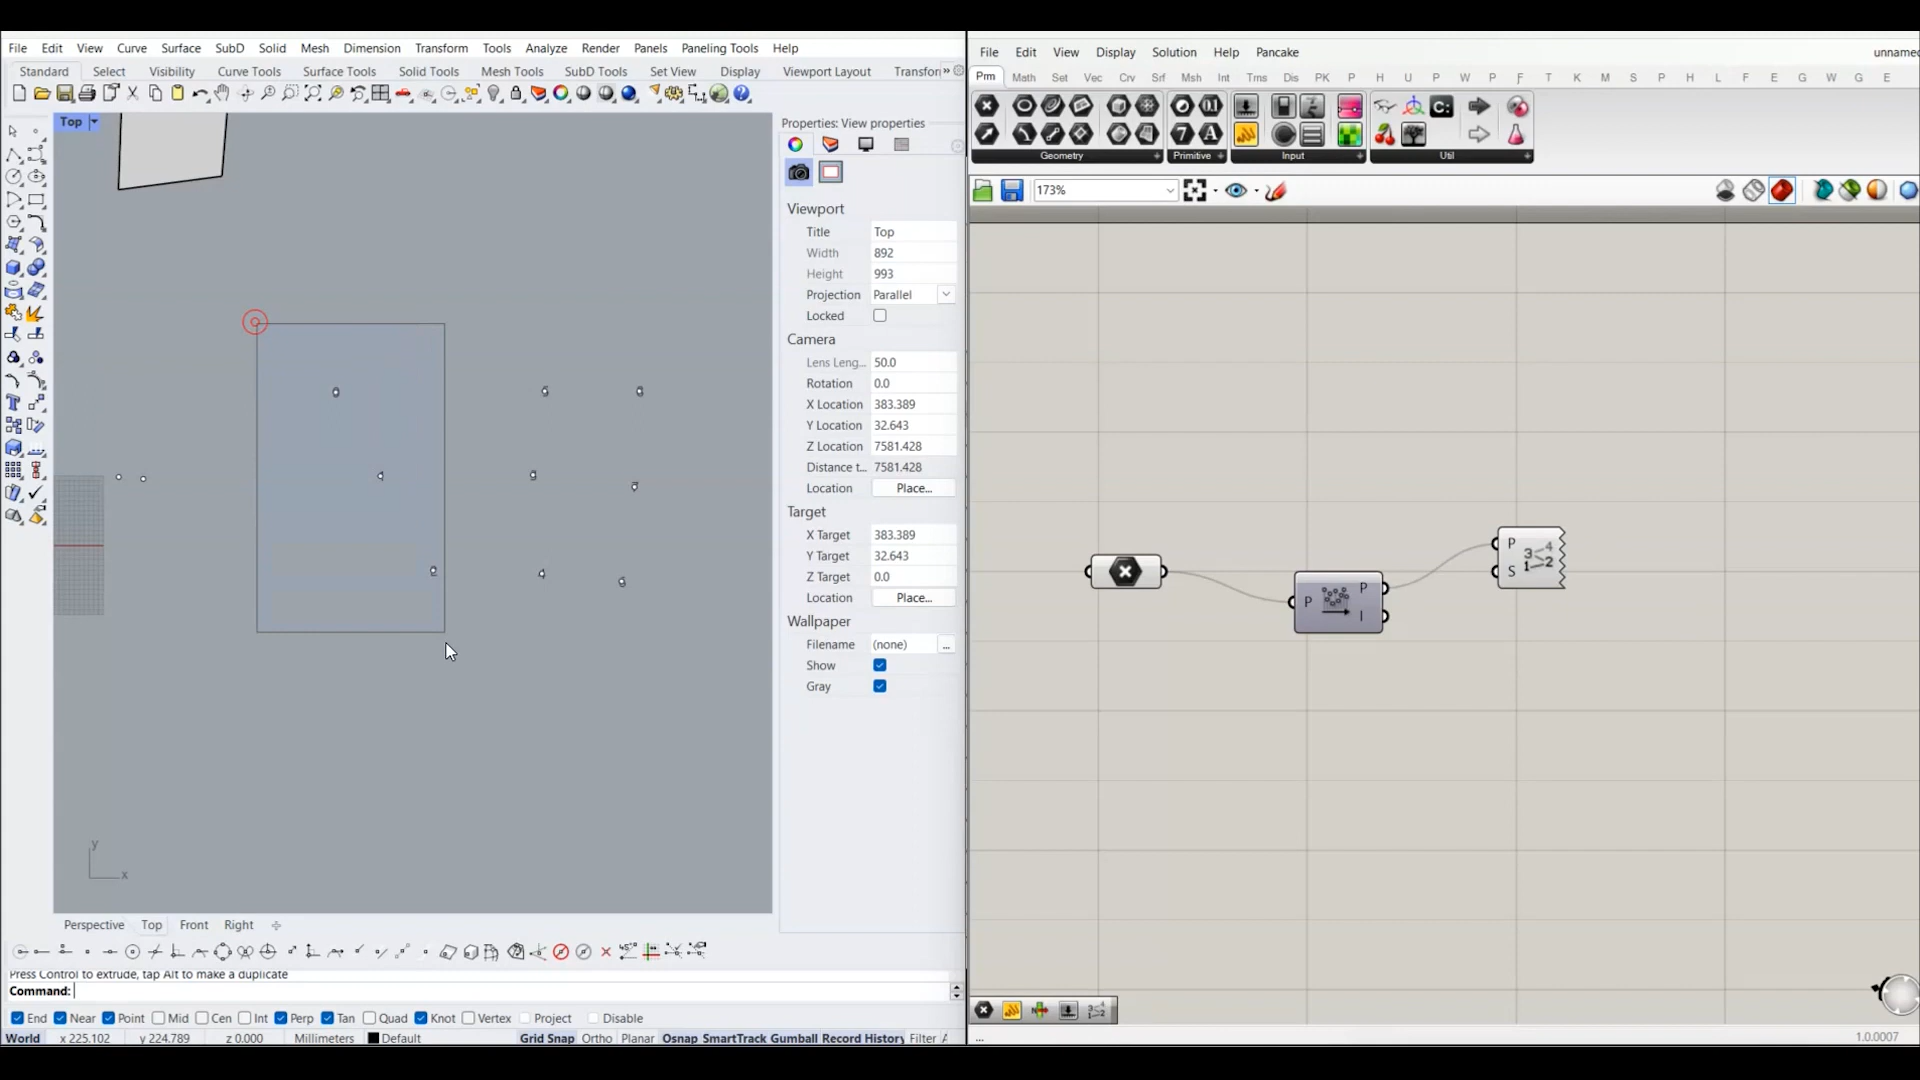 File Edit View Curve Surface SubD Solid Mesh Dimension Transform Tools Analyze Render Panels Paneling Tools Help
Standard Select Visibility Curve Tools Surface Tools Solid Tools Mesh Tools SubD Tools Set View Display Viewport Layout Transfor »
Top
Properties: View properties
Viewport
Title Top
Width 892
Height 993
Projection Parallel
Locked
Camera
Lens Leng... 50.0
Rotation 0.0
X Location 383.389
Y Location 32.643
Z Location 7581.428
Distance t... 7581.428
Location Place...
Target
X Target 383.389
Y Target 32.643
Z Target 0.0
Location Place...
Wallpaper
Filename (none) ...
Show
Gray
y
x
Perspective Top Front Right
Press Control to extrude, tap Alt to make a duplicate
Command:
End Near Point Mid Cen Int Perp Tan Quad Knot Vertex Project Disable
World x 225.102 y 224.789 z 0.000 Millimeters Default Grid Snap Ortho Planar Osnap SmartTrack Gumball Record History Filter
File Edit View Display Solution Help Pancake unnamed
Prm Math Set Vec Crv Srf Msh Int Trns Dis PK P H U P W P F T K M S P H L F E G W G E
Geometry Primitive Input Util
173%
P P I
P S 3 4 1 2
...
1.0.0007